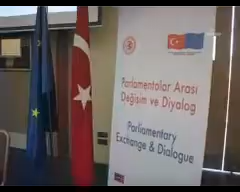 Parlamentolar Arası
Değişim ve Diyalog
Parliamentary
Exchange & Dialogue